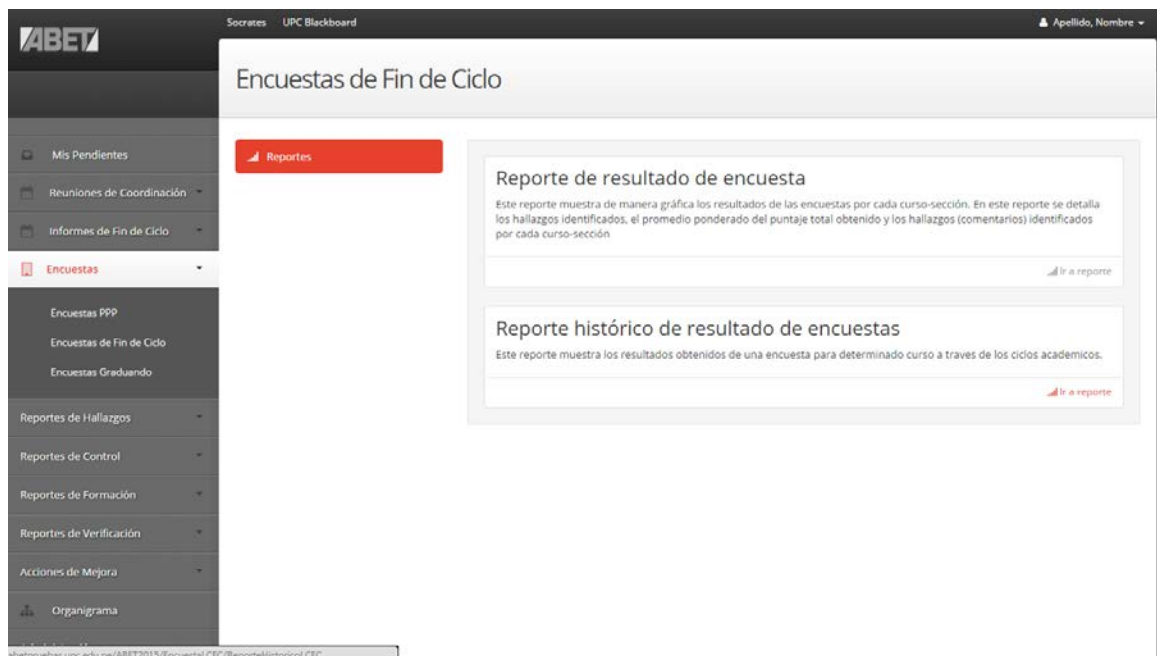 Socrates UPC Blackboard Apellido, Nombre
ABET
Encuestas de Fin de Ciclo
Mis Pendientes
Reuniones de Coordinación
Informes de Fin de Ciclo
Encuestas
Encuestas PPP
Encuestas de Fin de Ciclo
Encuestas Graduando
Reportes de Hallazgos
Reportes de Control
Reportes de Formación
Reportes de Verificación
Acciones de Mejora
Organigrama
Reportes
Reporte de resultado de encuesta
Este reporte muestra de manera gráfica los resultados de las encuestas por cada curso-sección. En este reporte se detalla
los hallazgos identificados, el promedio ponderado del puntaje total obtenido y los hallazgos (comentarios) identificados
por cada curso-sección
Ir a reporte
Reporte histórico de resultado de encuestas
Este reporte muestra los resultados obtenidos de una encuesta para determinado curso a traves de los ciclos academicos.
Ir a reporte